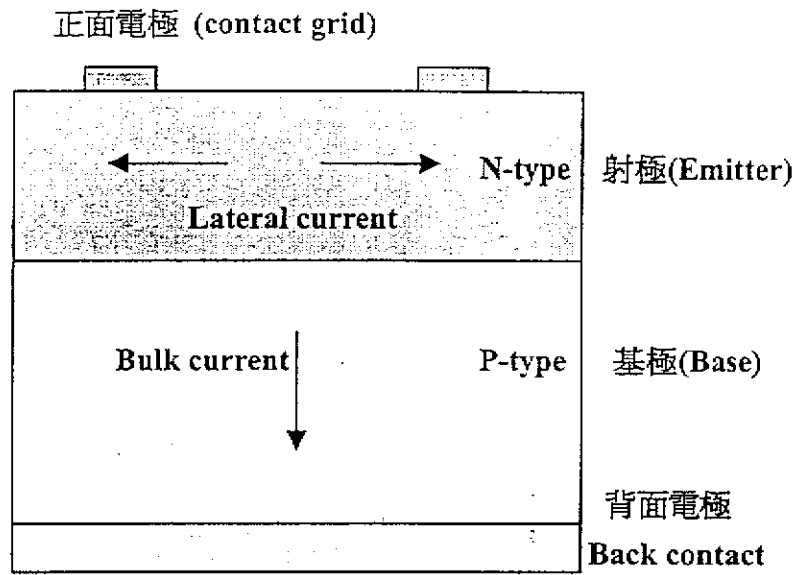 正面電極 (contact grid)
N-type 射極(Emitter)
Lateral current
Bulk current P-type 基極(Base)
背面電極
Back contact